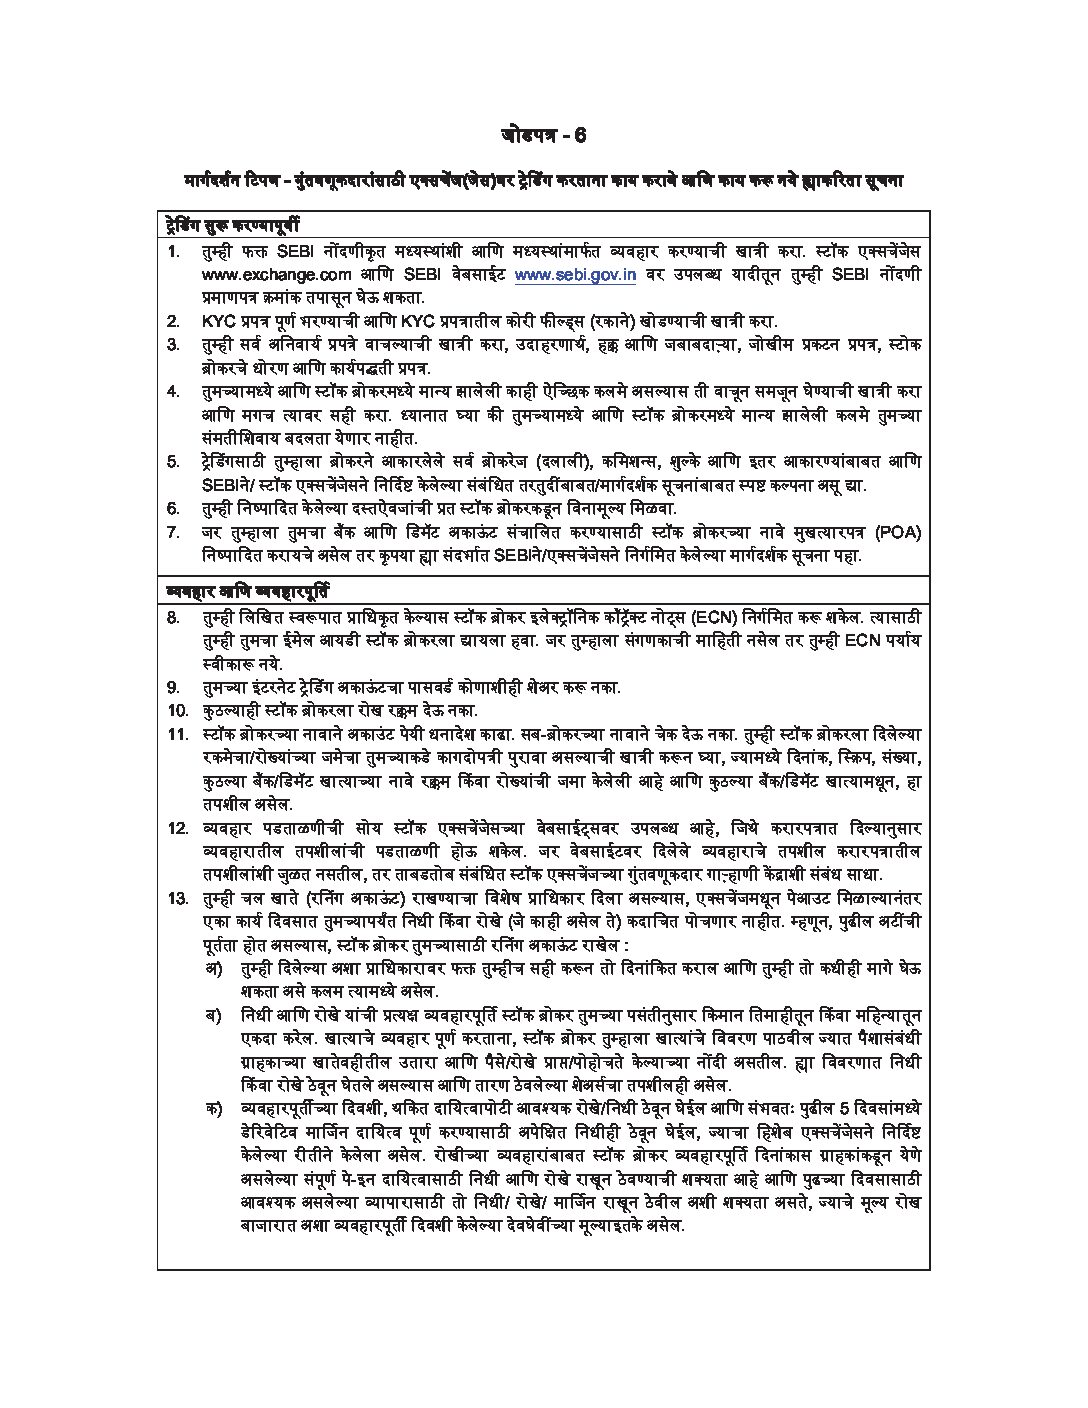 जोडपत्र - 6
मार्गदर्शन टिपण – गुंतवणूकदारांसाठी एक्सचेंज(जेस)वर ट्रेडिंग करताना काय करावे आणि काय करू नये ह्याकरिता सूचना
ट्रेडिंग सुरू करण्यापूर्वी
1. तुम्ही फक्त SEBI नोंदणीकृत मध्यस्थांशी आणि मध्यस्थांमार्फत व्यवहार करण्याची खात्री करा. स्टॉक एक्सचेंजेस
www.exchange.com आणि SEBI वेबसाईट www.sebi.gov.in वर उपलब्ध यादीतून तुम्ही SEBI नोंदणी
प्रमाणपत्र क्रमांक तपासून घेऊ शकता.
2. KYC प्रपत्र पूर्ण भरण्याची आणि KYC प्रपत्रातील कोरी फील्ड्स (रकाने) खोडण्याची खात्री करा.
3. तुम्ही सर्व अनिवार्य प्रपत्रे वाचल्याची खात्री करा, उदाहरणार्थ, हक्क आणि जबाबदाऱ्या, जोखीम प्रकटन प्रपत्र, स्टोक
ब्रोकरचे धोरण आणि कार्यपद्धती प्रपत्र.
4. तुमच्यामध्ये आणि स्टॉक ब्रोकरमध्ये मान्य झालेली काही ऐच्छिक कलमे असल्यास ती वाचून समजून घेण्याची खात्री करा
आणि मगच त्यावर सही करा. ध्यानात घ्या की तुमच्यामध्ये आणि स्टॉक ब्रोकरमध्ये मान्य झालेली कलमे तुमच्या
संमतीशिवाय बदलता येणार नाहीत.
5. ट्रेडिंगसाठी तुम्हाला ब्रोकरने आकारलेले सर्व ब्रोकरेज (दलाली), कमिशन्स, शुल्के आणि इतर आकारण्यांबाबत आणि
SEBIने/ स्टॉक एक्सचेंजेसने निर्दिष्ट केलेल्या संबंधित तरतुदींबाबत/मार्गदर्शक सूचनांबाबत स्पष्ट कल्पना असू द्या.
6. तुम्ही निष्पादित केलेल्या दस्तऐवजांची प्रत स्टॉक ब्रोकरकडून विनामूल्य मिळवा.
7. जर तुम्हाला तुमचा बँक आणि डिमॅट अकाऊंट संचालित करण्यासाठी स्टॉक ब्रोकरच्या नावे मुखत्यारपत्र (POA)
निष्पादित करायचे असेल तर कृपया ह्या संदर्भात SEBIने/एक्सचेंजेसने निर्गमित केलेल्या मार्गदर्शक सूचना पहा.
व्यवहार आणि व्यवहारपूर्ति
8. तुम्ही लिखित स्वरूपात प्राधिकृत केल्यास स्टॉक ब्रोकर इलेक्ट्रॉनिक काँट्रॅक्ट नोट्स (ECN) निर्गमित करू शकेल. त्यासाठी
तुम्ही तुमचा ईमेल आयडी स्टॉक ब्रोकरला द्यायला हवा. जर तुम्हाला संगणकाची माहिती नसेल तर तुम्ही ECN पर्याय
स्वीकारू नये.
9. तुमच्या इंटरनेट ट्रेडिंग अकाऊंटचा पासवर्ड कोणाशीही शेअर करू नका.
10. कुठल्याही स्टॉक ब्रोकरला रोख रक्कम देऊ नका.
11. स्टॉक ब्रोकरच्या नावाने अकाउंट पेयी धनादेश काढा. सब-ब्रोकरच्या नावाने चेक देऊ नका. तुम्ही स्टॉक ब्रोकरला दिलेल्या
रकमेचा/रोख्यांच्या जमेचा तुमच्याकडे कागदोपत्री पुरावा असल्याची खात्री करून घ्या, ज्यामध्ये दिनांक, स्क्रिप, संख्या,
कुठल्या बँक/डिमॅट खात्याच्या नावे रक्कम किंवा रोख्यांची जमा केलेली आहे आणि कुठल्या बँक/डिमॅट खात्यामधून, हा
तपशील असेल.
12. व्यवहार पडताळणीची सोय स्टॉक एक्सचेंजेसच्या वेबसाईट्सवर उपलब्ध आहे, जिथे करारपत्रात दिल्यानुसार
व्यवहारातील तपशीलांची पडताळणी होऊ शकेल. जर वेबसाईटवर दिलेले व्यवहाराचे तपशील करारपत्रातील
तपशीलांशी जुळत नसतील, तर ताबडतोब संबंधित स्टॉक एक्सचेंजच्या गुंतवणूकदार गाऱ्हाणी केंद्राशी संबंध साधा.
13. तुम्ही चल खाते (रनिंग अकाऊंट) राखण्याचा विशेष प्राधिकार दिला असल्यास, एक्सचेंजमधून पेआउट मिळाल्यानंतर
एका कार्य दिवसात तुमच्यापर्यंत निधी किंवा रोखे (जे काही असेल ते) कदाचित पोचणार नाहीत. म्हणून, पुढील अटींची
पूर्तता होत असल्यास, स्टॉक ब्रोकर तुमच्यासाठी रनिंग अकाऊंट राखेल :
अ) तुम्ही दिलेल्या अशा प्राधिकारावर फक्त तुम्हीच सही करून तो दिनांकित कराल आणि तुम्ही तो कधीही मागे घेऊ
शकता असे कलम त्यामध्ये असेल.
ब) निधी आणि रोखे यांची प्रत्यक्ष व्यवहारपूर्ति स्टॉक ब्रोकर तुमच्या पसंतीनुसार किमान तिमाहीतून किंवा महिन्यातून
एकदा करेल. खात्याचे व्यवहार पूर्ण करताना, स्टॉक ब्रोकर तुम्हाला खात्यांचे विवरण पाठवील ज्यात पैशासंबंधी
ग्राहकाच्या खातेवहीतील उतारा आणि पैसे/रोखे प्राप्त/पोहोचते केल्याच्या नोंदी असतील. ह्या विवरणात निधी
किंवा रोखे ठेवून घेतले असल्यास आणि तारण ठेवलेल्या शेअर्सचा तपशीलही असेल.
क) व्यवहारपूर्तीच्या दिवशी, थकित दायित्वापोटी आवश्यक रोखे/निधी ठेवून घेईल आणि संभवतः पुढील 5 दिवसांमध्ये
डेरिवेटिव मार्जिन दायित्व पूर्ण करण्यासाठी अपेक्षित निधीही ठेवून घेईल, ज्याचा हिशेब एक्सचेंजेसने निर्दिष्ट
केलेल्या रीतीने केलेला असेल. रोखीच्या व्यवहारांबाबत स्टॉक ब्रोकर व्यवहारपूर्ति दिनांकास ग्राहकांकडून येणे
असलेल्या संपूर्ण पे-इन दायित्वासाठी निधी आणि रोखे राखून ठेवण्याची शक्यता आहे आणि पुढच्या दिवसासाठी
आवश्यक असलेल्या व्यापारासाठी तो निधी/ रोखे/ मार्जिन राखून ठेवील अशी शक्यता असते, ज्याचे मूल्य रोख
बाजारात अशा व्यवहारपूर्ती दिवशी केलेल्या देवघेवींच्या मूल्याइतके असेल.